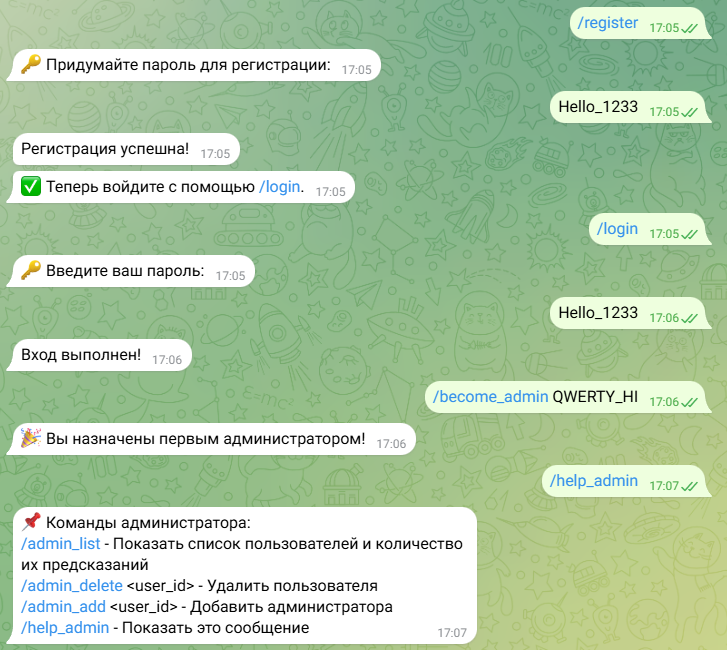 /register 17:05
🔑 Придумайте пароль для регистрации: 17:05
Hello_1233 17:05
Регистрация успешна! 17:05
✅ Теперь войдите с помощью /login. 17:05
/login 17:05
🔑 Введите ваш пароль: 17:05
Hello_1233 17:06
Вход выполнен! 17:06
/become_admin QWERTY_HI 17:06
🎉 Вы назначены первым администратором! 17:06
/help_admin 17:07
📌 Команды администратора:
/admin_list - Показать список пользователей и количество
их предсказаний
/admin_delete <user_id> - Удалить пользователя
/admin_add <user_id> - Добавить администратора
/help_admin - Показать это сообщение 17:07